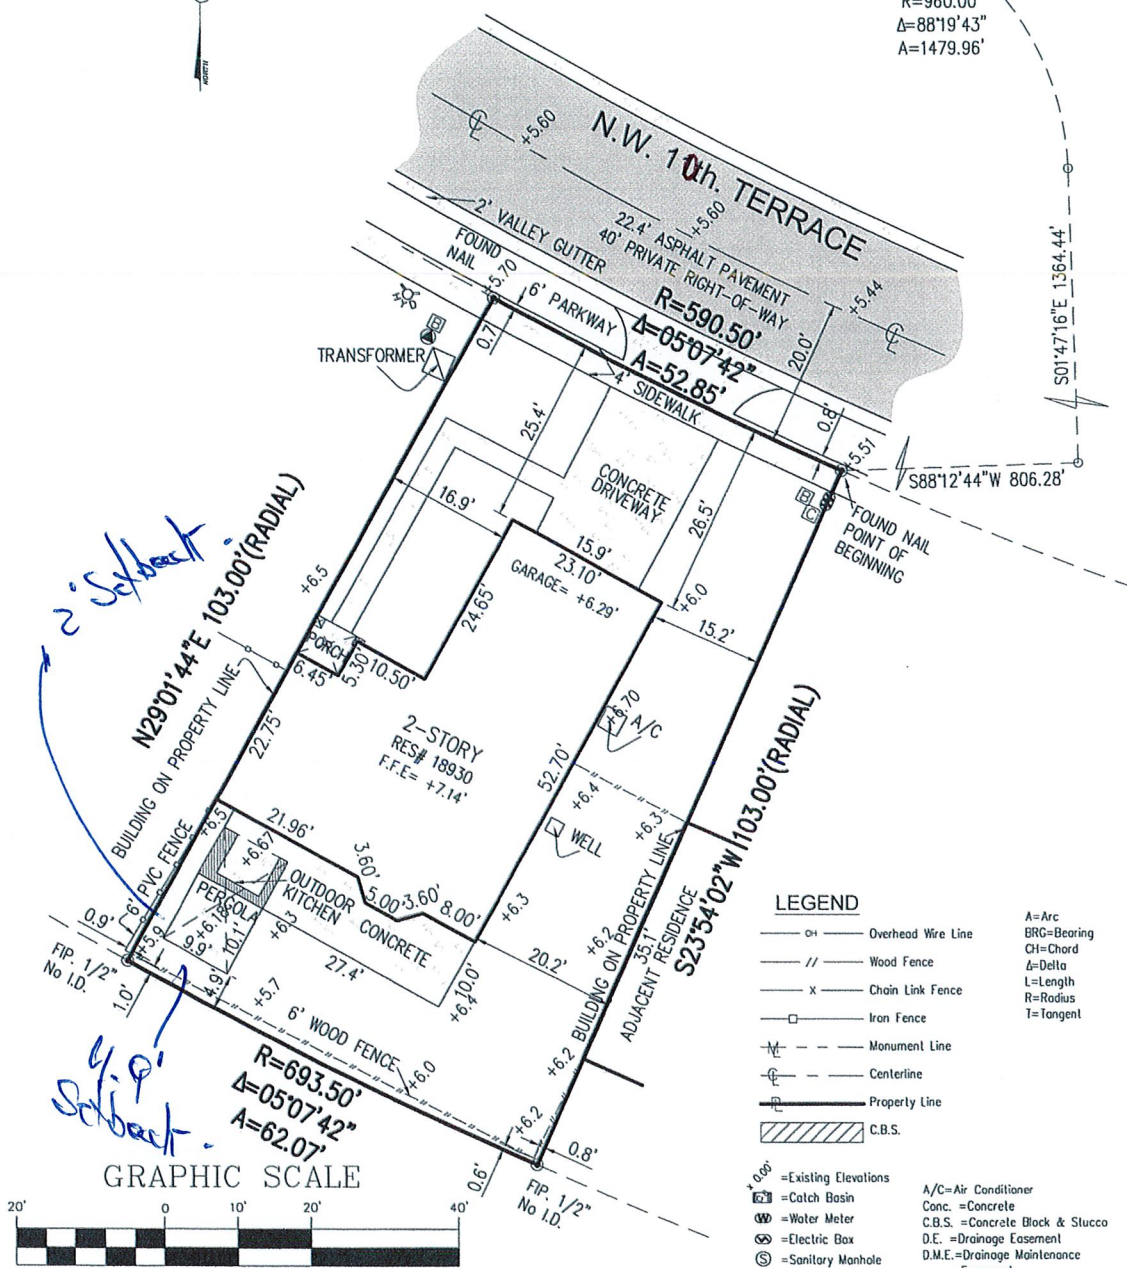 R=960.00'
Δ=88°19'43"
A=1479.96'
NORTH
N.W. 10th. TERRACE
+5.60
+5.60
22.4' ASPHALT PAVEMENT
40' PRIVATE RIGHT-OF-WAY
+5.44
20.0'
2' VALLEY GUTTER
FOUND
NAIL
+5.70
6' PARKWAY
R=590.50'
Δ=05°07'42"
A=52.85'
4' SIDEWALK
0.7'
0.8'
+5.51
S01°47'16"E 1364.44'
S88°12'44"W 806.28'
FOUND NAIL
POINT OF
BEGINNING
TRANSFORMER
B
B
C
25.4'
CONCRETE
DRIVEWAY
26.5'
16.9'
15.9'
23.10'
GARAGE= +6.29'
+6.0
15.2'
24.65'
N29°01'44"E 103.00'(RADIAL)
+6.5
PORCH
6.45'
5.30'
10.50'
2' Setback.
BUILDING ON PROPERTY LINE
22.75'
2-STORY
RES# 18930
F.F.E= +7.14'
52.70'
+6.70
A/C
+6.4
+6.3
WELL
S23°54'02"W 103.00'(RADIAL)
+6.5
21.96'
3.60'
5.00'
3.60'
8.00'
+6.3
6' PVC FENCE
+6.67
OUTDOOR
KITCHEN
PERGOLA
+6.18
9.9'
10.1'
+6.3
CONCRETE
27.4'
10.0'
+6.4
20.2'
+6.2
BUILDING ON PROPERTY LINE
35.1'
ADJACENT RESIDENCE
0.9'
+5.9
FIP. 1/2"
No I.D.
1.0'
4.9'
+5.7
6' WOOD FENCE
+6.0
+6.2
+6.2
0.8'
0.6'
FIP. 1/2"
No I.D.
4.9'
Setback.
R=693.50'
Δ=05°07'42"
A=62.07'
GRAPHIC SCALE
20' 0 10' 20' 40'
LEGEND
OH Overhead Wire Line
// Wood Fence
X Chain Link Fence
Iron Fence
M Monument Line
CL Centerline
PL Property Line
C.B.S.
A=Arc
BRG=Bearing
CH=Chord
Δ=Delta
L=Length
R=Radius
T=Tangent
x 0.00' =Existing Elevations
=Catch Basin
W =Water Meter
=Electric Box
S =Sanitary Manhole
A/C=Air Conditioner
Conc. =Concrete
C.B.S. =Concrete Block & Stucco
D.E. =Drainage Easement
D.M.E.=Drainage Maintenance